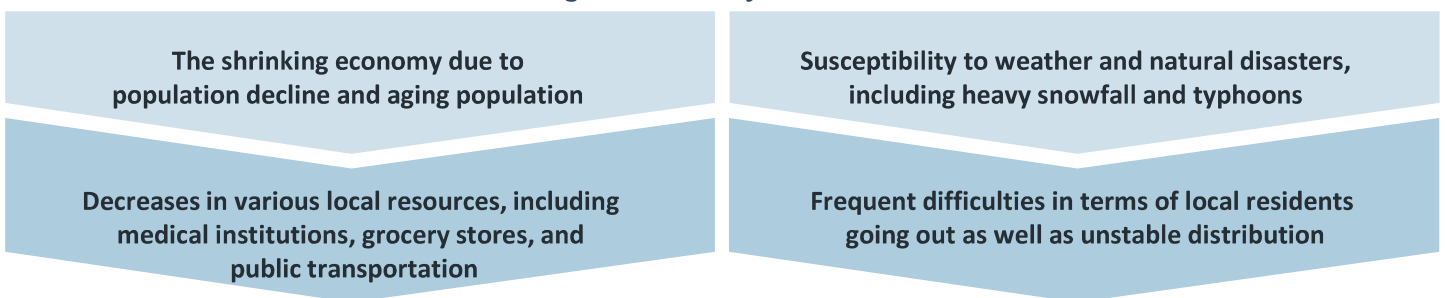 The shrinking economy due to
population decline and aging population
Decreases in various local resources, including
medical institutions, grocery stores, and
public transportation
Susceptibility to weather and natural disasters,
including heavy snowfall and typhoons
Frequent difficulties in terms of local residents
going out as well as unstable distribution